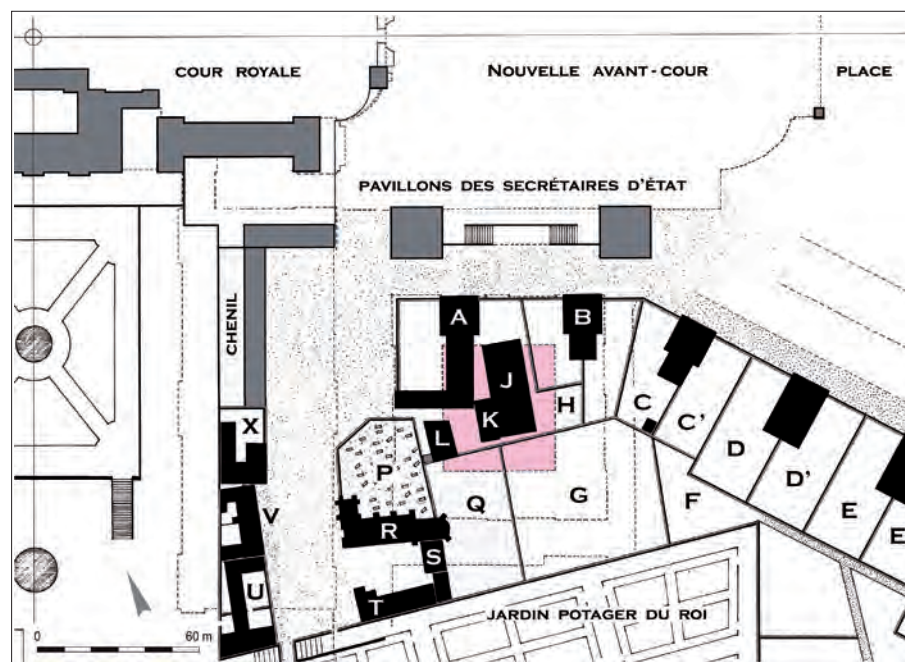 COUR ROYALE
NOUVELLE AVANT-COUR
PLACE
PAVILLONS DES SECRÉTAIRES D'ÉTAT
CHENIL
A
B
J
K
H
C
C'
L
X
P
D
D'
Q
G
F
E
E
V
R
S
U
T
JARDIN POTAGER DU ROI
0
60 m